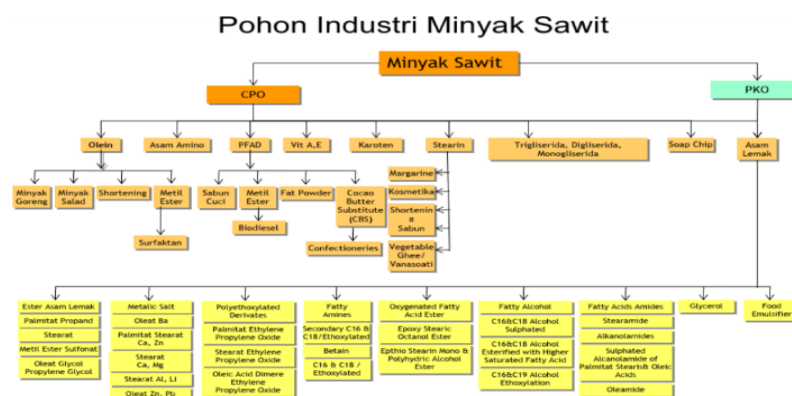 Pohon Industri Minyak Sawit
Minyak Sawit
CPO
PKO
Olein
Asam Amino
PFAD
Vit A,E
Karoten
Stearin
Trigliserida, Digliserida,
Monogliserida
Soap Chip
Asam
Lemak
Minyak
Goreng
Minyak
Salad
Shortening
Metil
Ester
Surfaktan
Sabun
Cuci
Metil
Ester
Biodiesel
Fat Powder
Cocao
Butter
Substitute
(CBS)
Confectioneries
Margarine
Kosmetika
Shortenin
g
Sabun
Vegetable
Ghee/
Vanasoati
Ester Asam Lemak
Palmitat Propand
Stearat
Metil Ester Sulfonat
Oleat Glycol
Propylene Glycol
Metalic Salt
Oleat Ba
Palmitat Stearat
Ca, Zn
Stearat
Ca, Mg
Stearat Al, Li
Oleat Zn, Pb
Polyethoxylated
Derivates
Palmitat Ethylene
Propylene Oxide
Stearat Ethylene
Propylene Oxide
Oleic Acid Dimere
Ethylene
Propylene Oxide
Fatty
Amines
Secondary C16 &
C18/Ethoxylated
Betain
C16 & C18 /
Ethoxylated
Oxygenated Fatty
Acid Ester
Epoxy Stearic
Octanol Ester
Epthio Stearin Mono &
Polyhydric Alcohol
Ester
Fatty Alcohol
C16&C18 Alcohol
Sulphated
C16&C18 Alcohol
Esterified with Higher
Saturated Fatty Acid
C16&C19 Alcohol
Ethoxylation
Fatty Acids Amides
Stearamide
Alkanolamides
Sulphated
Alcanolamide of
Palmitat Stearin& Oleic
Acids
Oleamide
Glycerol
Food
Emulsifier